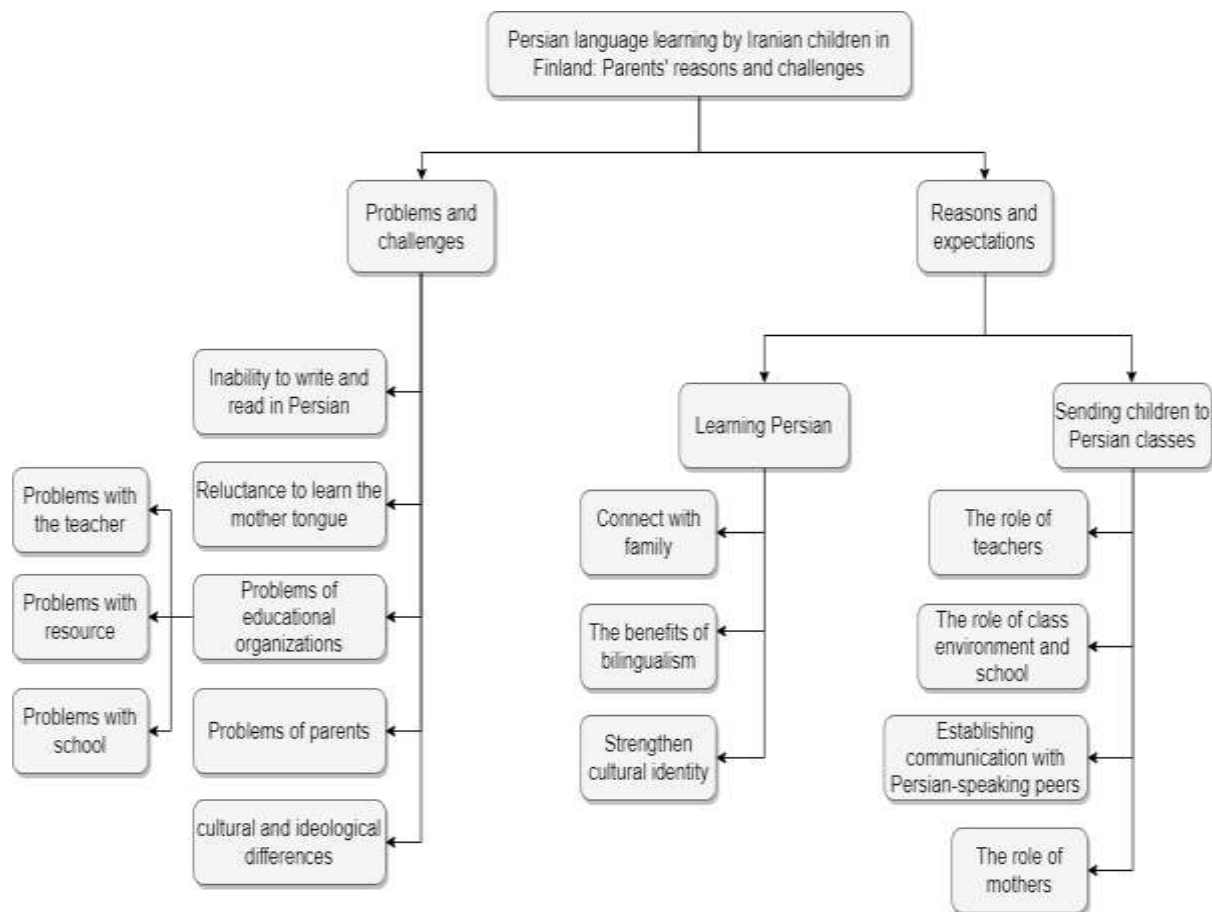 Persian language learning by Iranian children in
Finland: Parents' reasons and challenges
Problems and
challenges
Reasons and
expectations
Inability to write and
read in Persian
Reluctance to learn the
mother tongue
Problems of
educational
organizations
Problems with
the teacher
Problems with
resource
Problems with
school
Problems of parents
cultural and ideological
differences
Learning Persian
Connect with
family
The benefits of
bilingualism
Strengthen
cultural identity
Sending children to
Persian classes
The role of
teachers
The role of class
environment and
school
Establishing
communication with
Persian-speaking peers
The role of
mothers